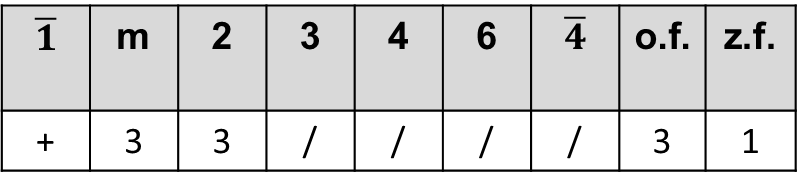 1̅ m 2 3 4 6 4̅ o.f. z.f.
+ 3 3 / / / / 3 1